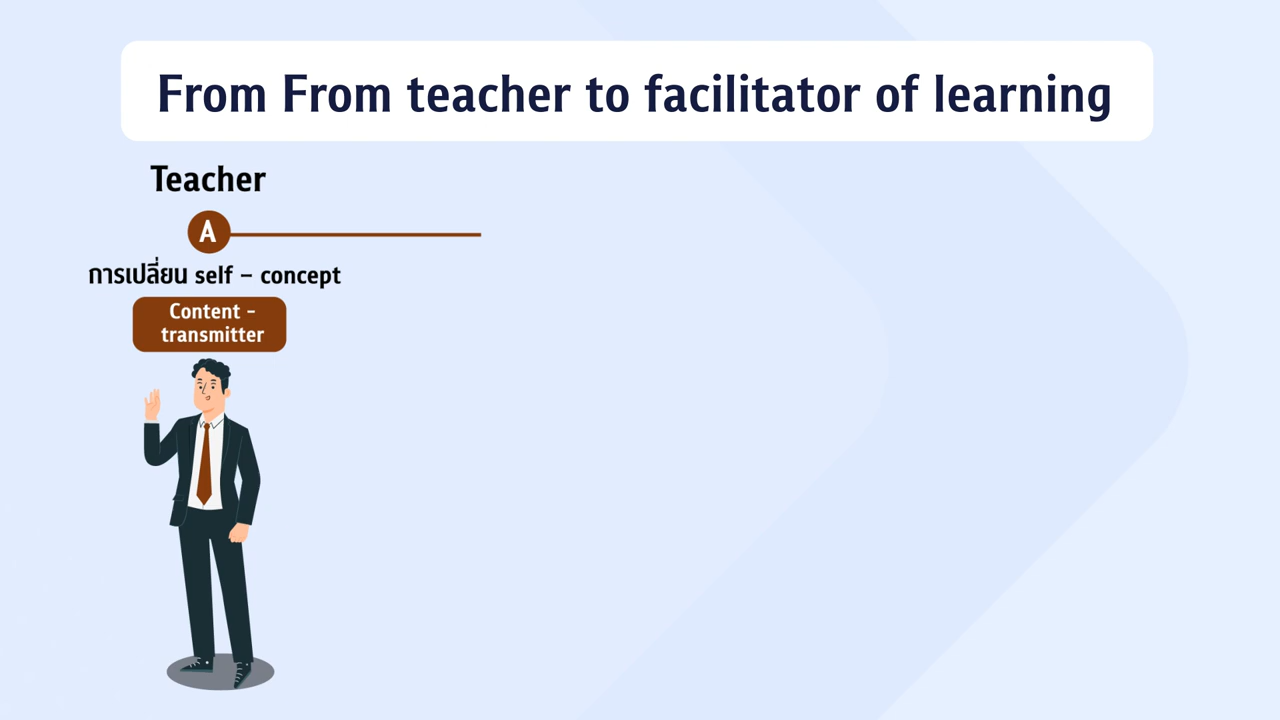 From From teacher to facilitator of learning
Teacher
A
การเปลี่ยน self – concept
Content -
transmitter